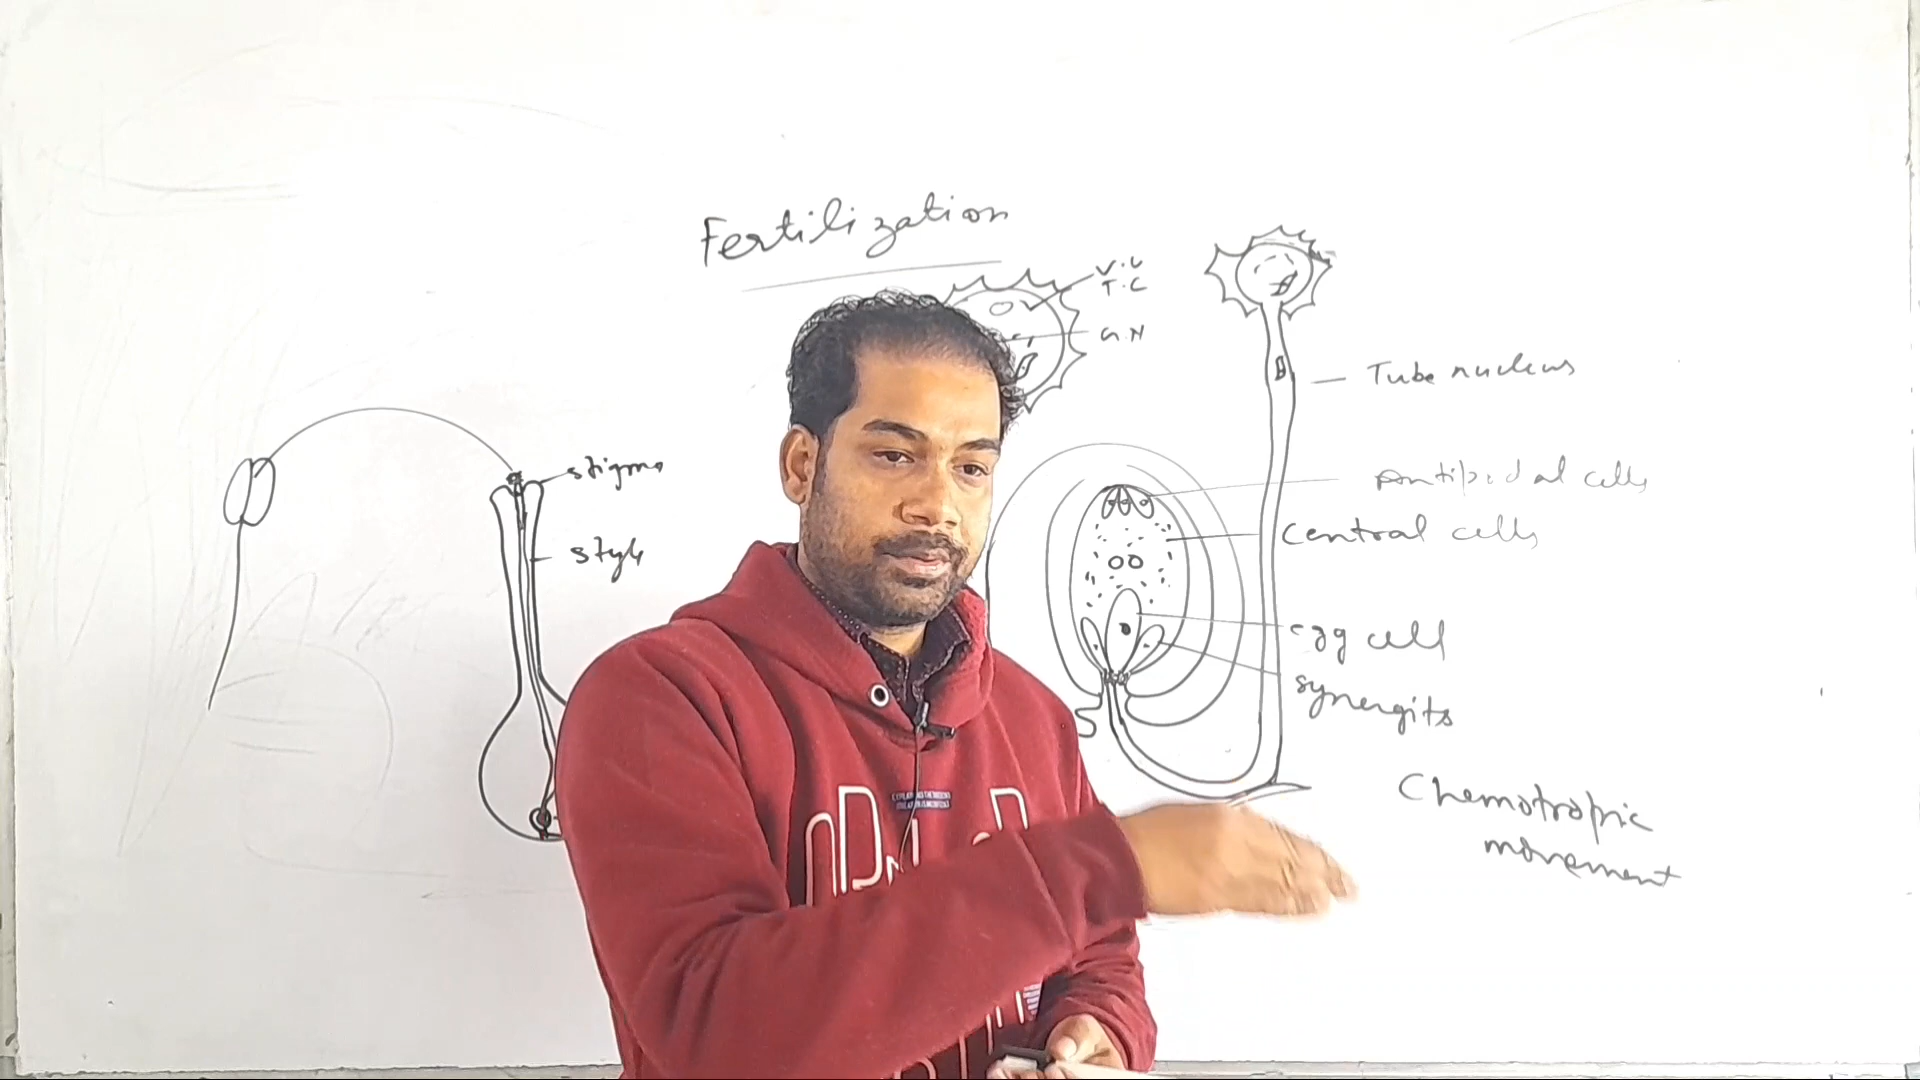 Fertilization
V.C
T.C
G.N
Tube nucleus
stigma
style
Antipodal cells
central cells
egg cell
synergits
Chemotropic
movement